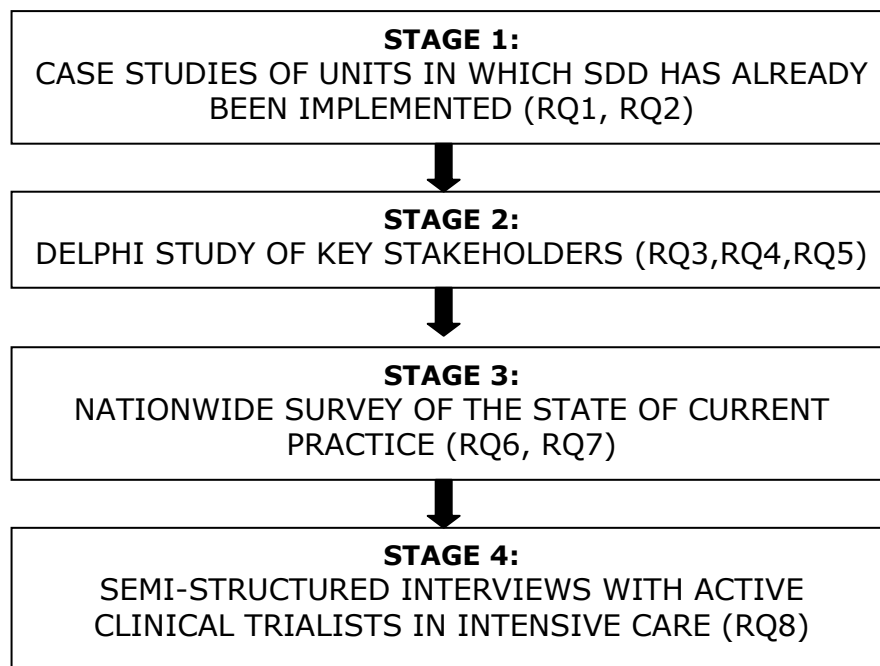 STAGE 1:
CASE STUDIES OF UNITS IN WHICH SDD HAS ALREADY
BEEN IMPLEMENTED (RQ1, RQ2)
STAGE 2:
DELPHI STUDY OF KEY STAKEHOLDERS (RQ3,RQ4,RQ5)
STAGE 3:
NATIONWIDE SURVEY OF THE STATE OF CURRENT
PRACTICE (RQ6, RQ7)
STAGE 4:
SEMI-STRUCTURED INTERVIEWS WITH ACTIVE
CLINICAL TRIALISTS IN INTENSIVE CARE (RQ8)